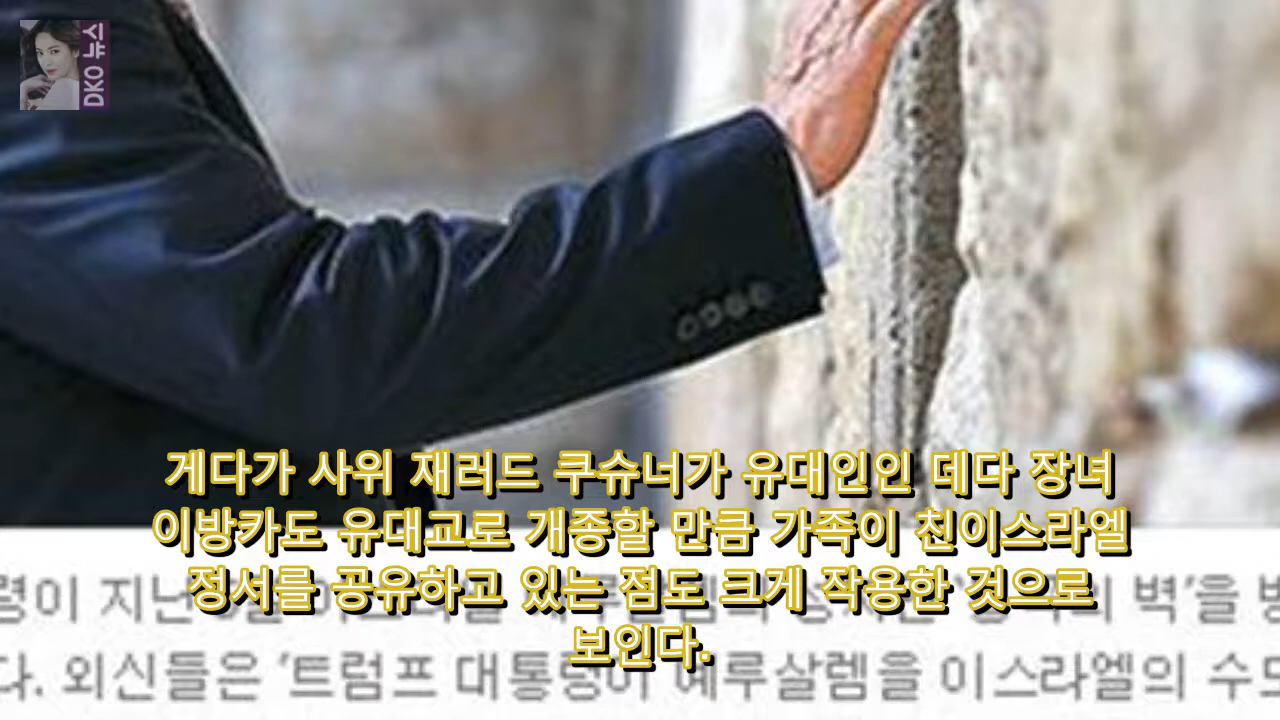 DKO 뉴스
게다가 사위 재러드 쿠슈너가 유대인인 데다 장녀
이방카도 유대교로 개종할 만큼 가족이 친이스라엘
정서를 공유하고 있는 점도 크게 작용한 것으로
보인다.
령이 지난 벽’을 방
다. 외신들은 ‘트럼프 대통령이 예루살렘을 이스라엘의 수도